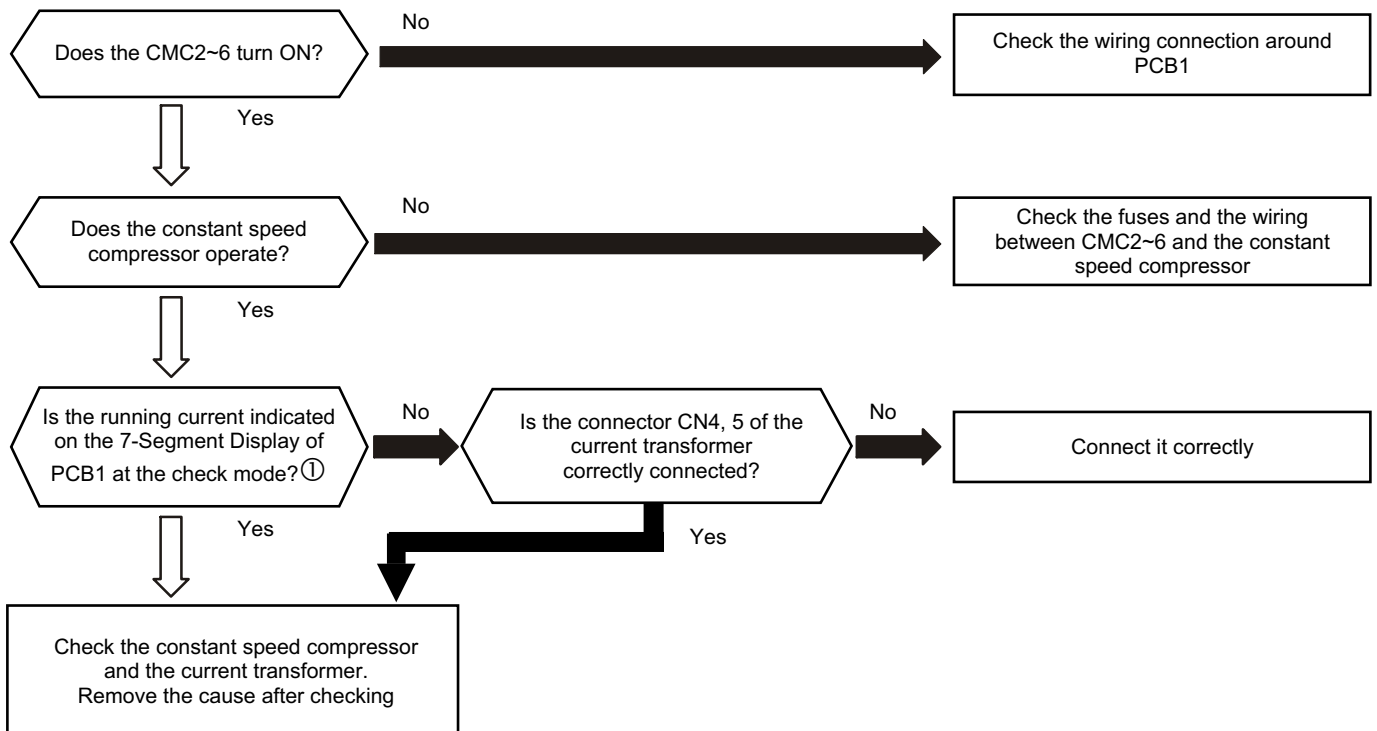 Does the CMC2~6 turn ON?
No
Check the wiring connection around
PCB1
Yes
Does the constant speed
compressor operate?
No
Check the fuses and the wiring
between CMC2~6 and the constant
speed compressor
Yes
Is the running current indicated
on the 7-Segment Display of
PCB1 at the check mode?①
No
Is the connector CN4, 5 of the
current transformer
correctly connected?
No
Connect it correctly
Yes
Yes
Check the constant speed compressor
and the current transformer.
Remove the cause after checking